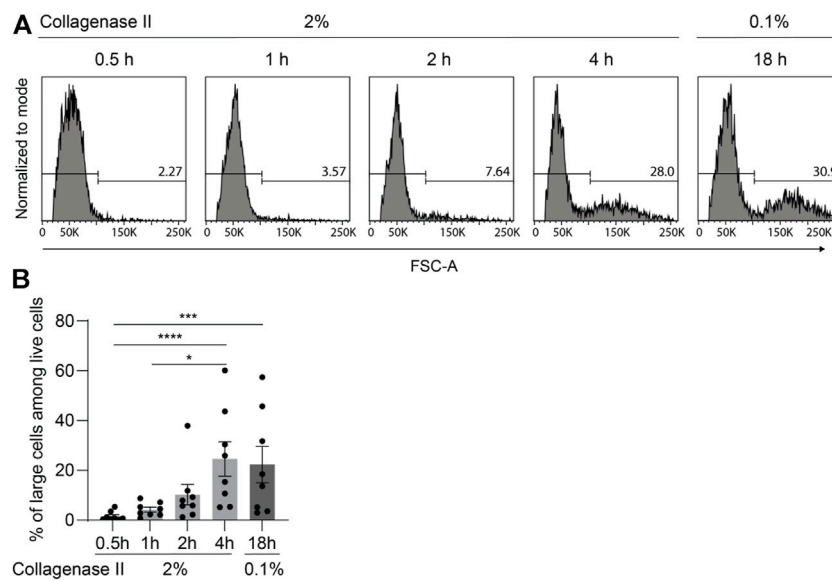 A
Collagenase II 2% 0.1%
0.5 h 1 h 2 h 4 h 18 h
Normalized to mode
2.27 3.57 7.64 28.0 30.9
0 50K 150K 250K 0 50K 150K 250K 0 50K 150K 250K 0 50K 150K 250K 0 50K 150K 250K
FSC-A
B
% of large cells among live cells
80
60
40
20
0
***
****
*
0.5h 1h 2h 4h 18h
Collagenase II 2% 0.1%